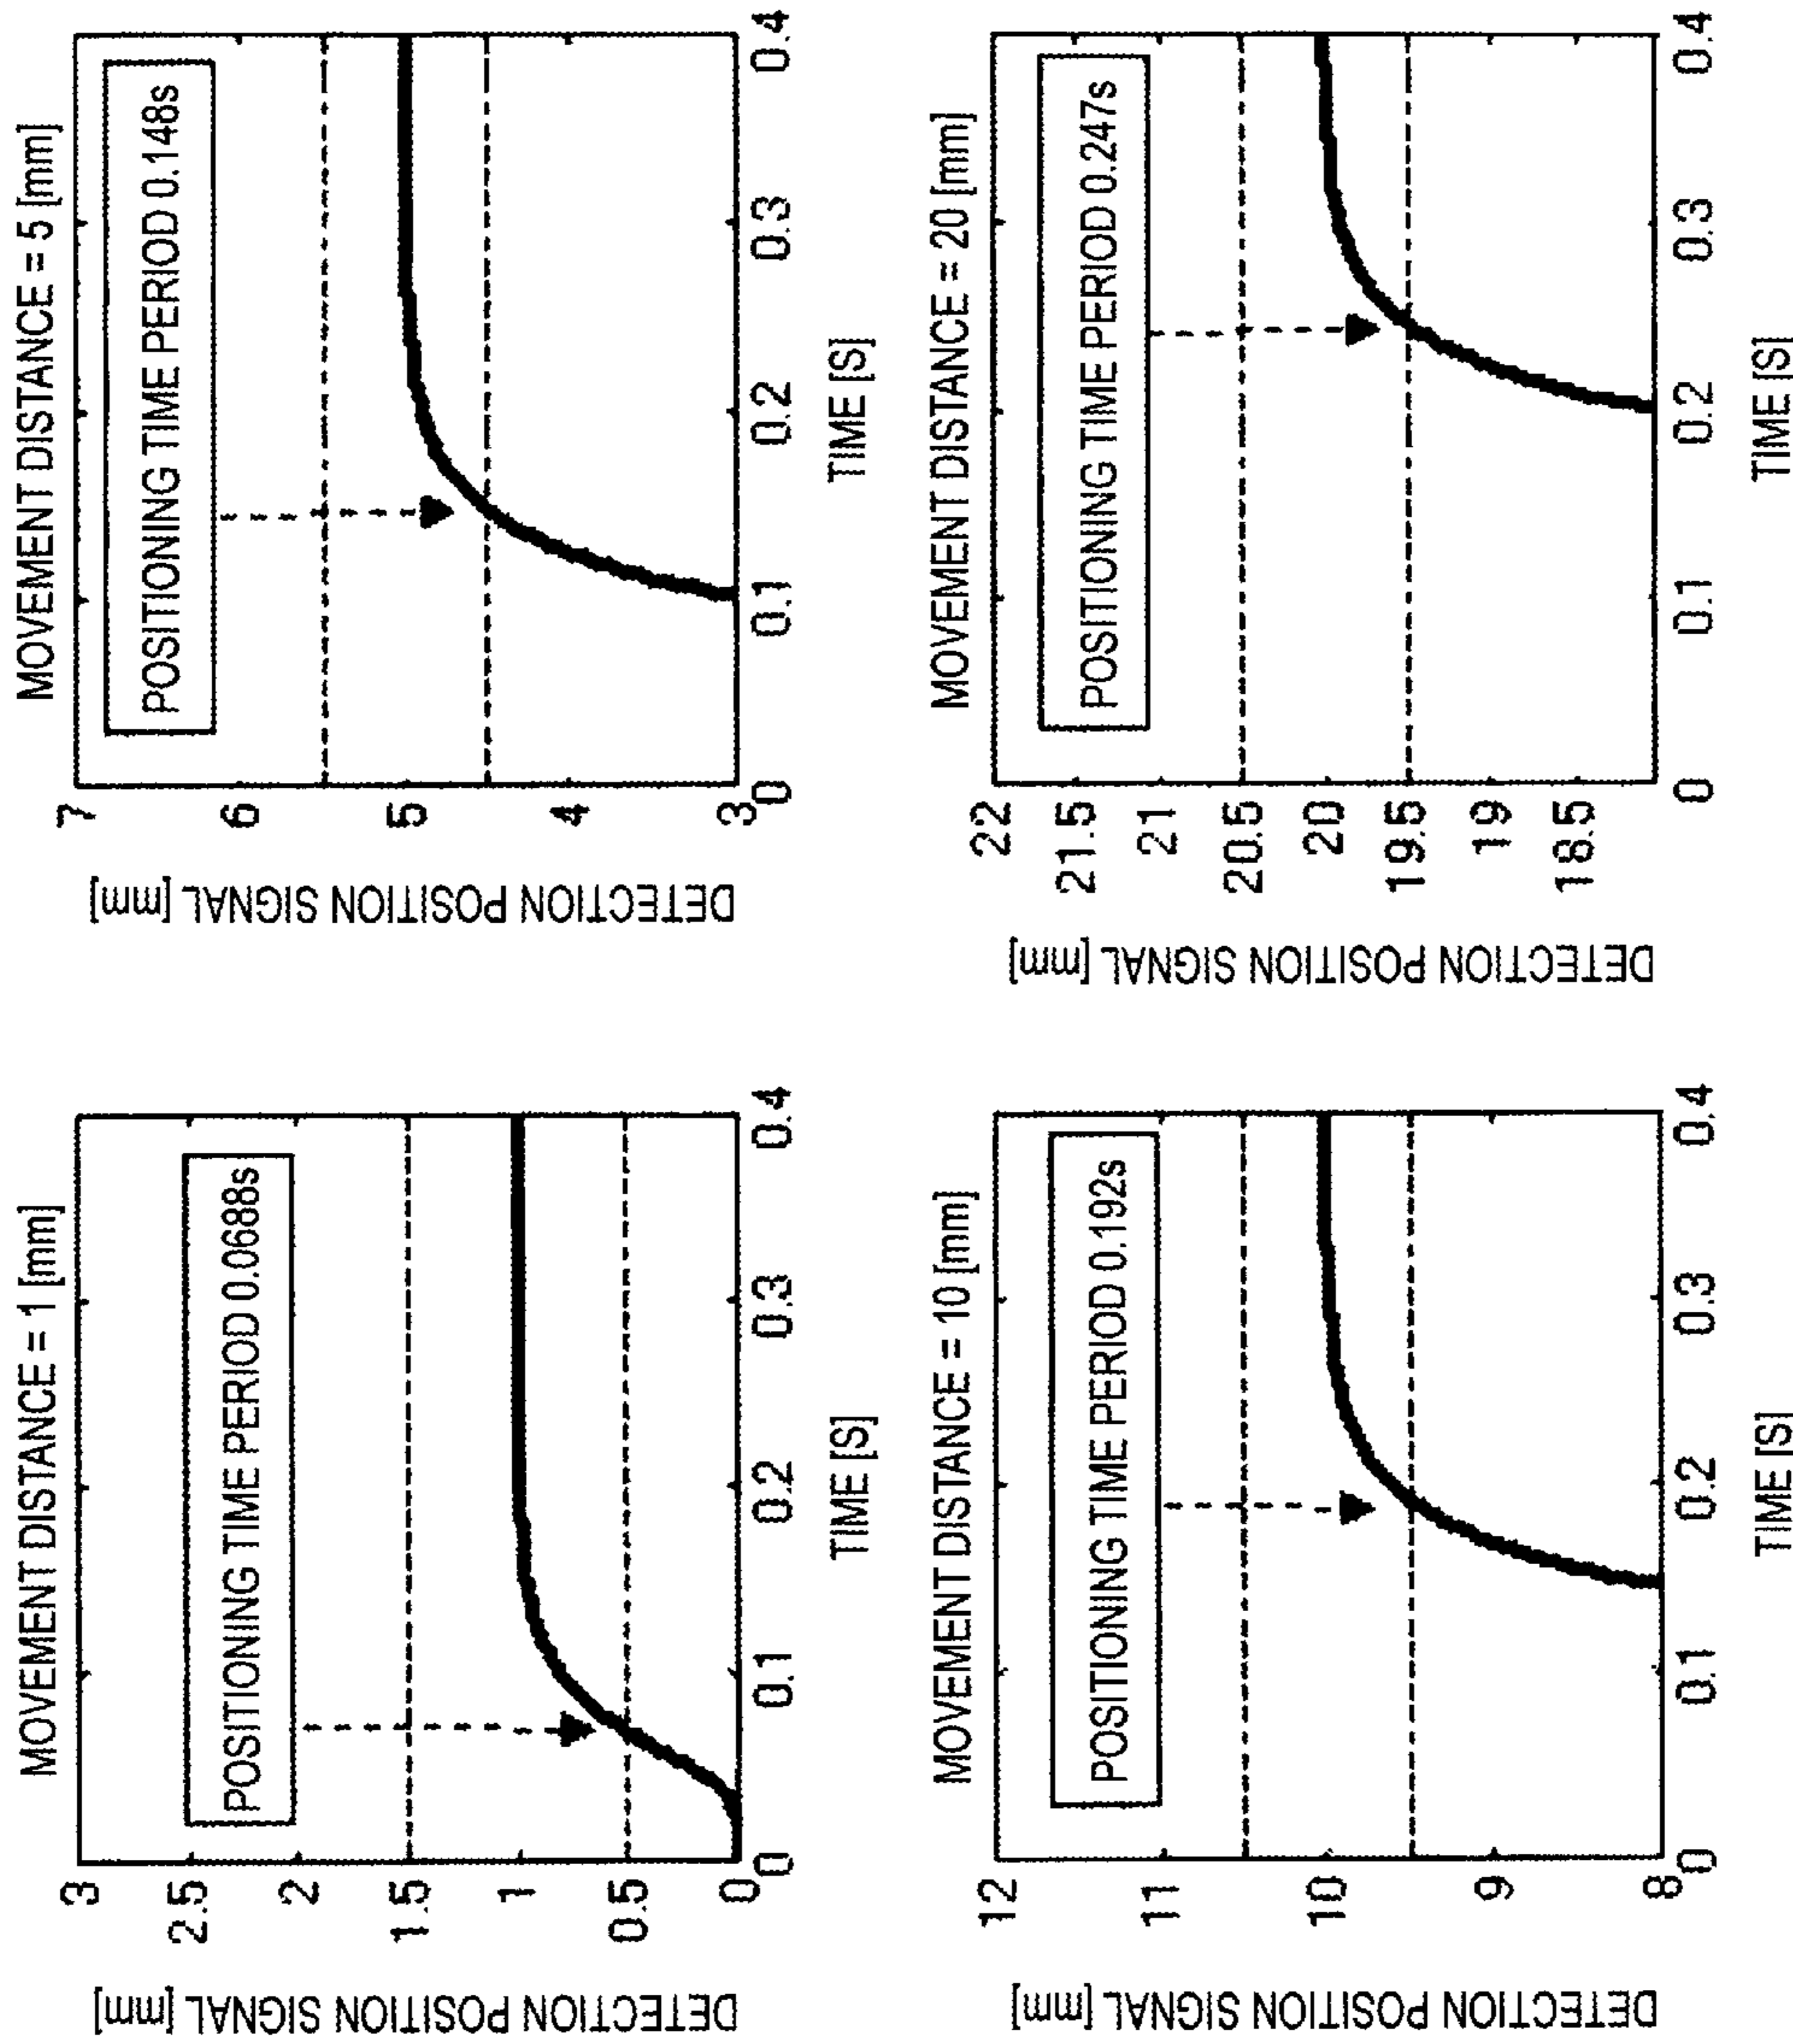 MOVEMENT DISTANCE = 1 [mm]
POSITIONING TIME PERIOD 0.0688s
DETECTION POSITION SIGNAL [mm]
3
2.5
2
1.5
1
0.5
0
0 0.1 0.2 0.3 0.4
TIME [S]
MOVEMENT DISTANCE = 5 [mm]
POSITIONING TIME PERIOD 0.148s
DETECTION POSITION SIGNAL [mm]
7
6
5
4
3
0 0.1 0.2 0.3 0.4
TIME [S]
MOVEMENT DISTANCE = 10 [mm]
POSITIONING TIME PERIOD 0.192s
DETECTION POSITION SIGNAL [mm]
12
11
10
9
8
0 0.1 0.2 0.3 0.4
TIME [S]
MOVEMENT DISTANCE = 20 [mm]
POSITIONING TIME PERIOD 0.247s
DETECTION POSITION SIGNAL [mm]
22
21.5
21
20.5
20
19.5
19
18.5
0 0.1 0.2 0.3 0.4
TIME [S]